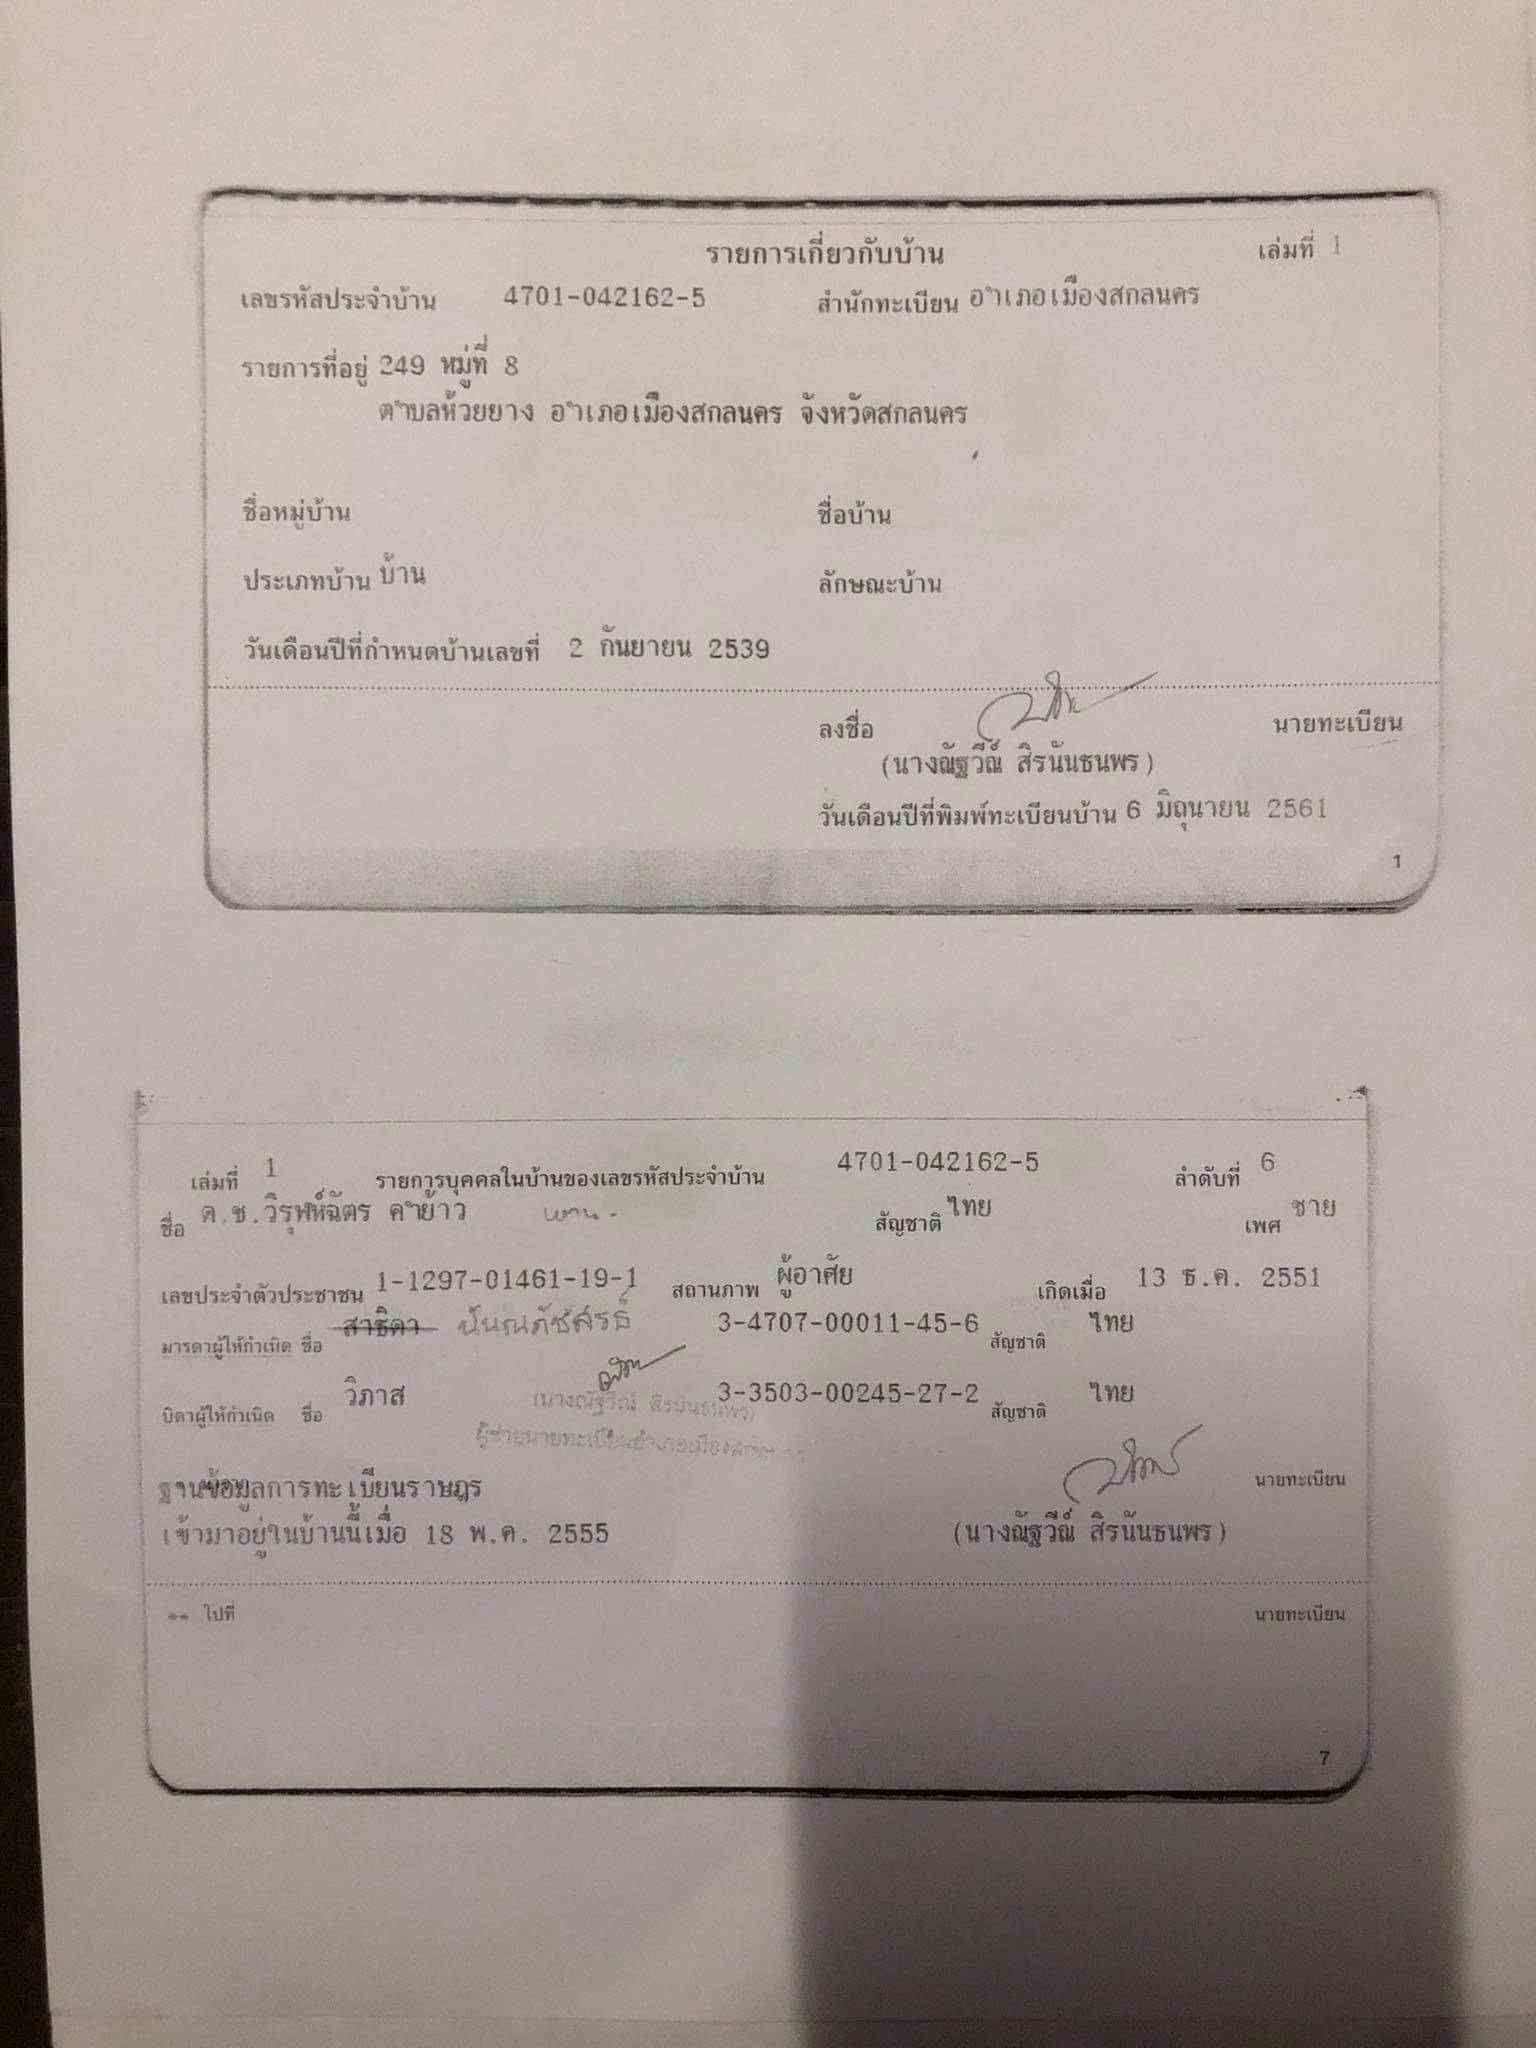 รายการเกี่ยวกับบ้าน เล่มที่ 1
เลขรหัสประจำบ้าน 4701-042162-5 สำนักทะเบียน อำเภอเมืองสกลนคร
รายการที่อยู่ 249 หมู่ที่ 8
ตำบลห้วยยาง อำเภอเมืองสกลนคร จังหวัดสกลนคร
ชื่อหมู่บ้าน ชื่อบ้าน
ประเภทบ้าน บ้าน ลักษณะบ้าน
วันเดือนปีที่กำหนดบ้านเลขที่ 2 กันยายน 2539
ลงชื่อ นายทะเบียน
(นางณัฐวีณ์ สิรนันธนพร)
วันเดือนปีที่พิมพ์ทะเบียนบ้าน 6 มิถุนายน 2561
1
เล่มที่ 1 รายการบุคคลในบ้านของเลขรหัสประจำบ้าน 4701-042162-5 ลำดับที่ 6
ชื่อ ด.ช.วิรุฬห์ฉัตร คำย้าว สัญชาติ ไทย เพศ ชาย
เลขประจำตัวประชาชน 1-1297-01461-19-1 สถานภาพ ผู้อาศัย เกิดเมื่อ 13 ธ.ค. 2551
มารดาผู้ให้กำเนิด ชื่อ สาธิดา นันณภัชสรณ์ 3-4707-00011-45-6 สัญชาติ ไทย
บิดาผู้ให้กำเนิด ชื่อ วิภาส 3-3503-00245-27-2 สัญชาติ ไทย
(นางณัฐวีณ์ สิรนันธนพร)
ผู้ช่วยนายทะเบียนอำเภอเมืองสกลนคร
ฐานข้อมูลการทะเบียนราษฎร นายทะเบียน
เข้ามาอยู่ในบ้านนี้เมื่อ 18 พ.ค. 2555 (นางณัฐวีณ์ สิรนันธนพร)
** ไปที่ นายทะเบียน
7